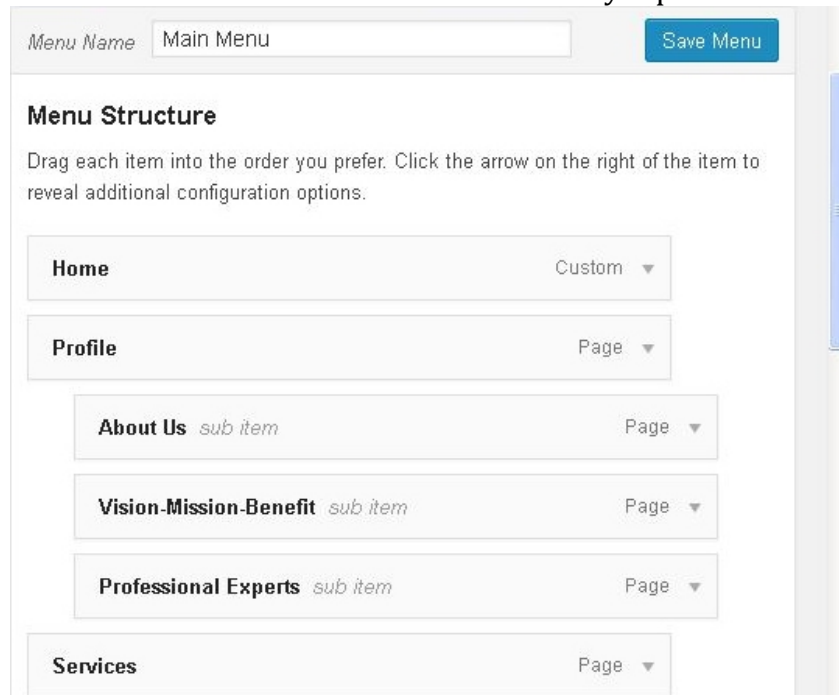 Menu Name Main Menu Save Menu
Menu Structure
Drag each item into the order you prefer. Click the arrow on the right of the item to
reveal additional configuration options.
Home Custom
Profile Page
About Us sub item Page
Vision-Mission-Benefit sub item Page
Professional Experts sub item Page
Services Page